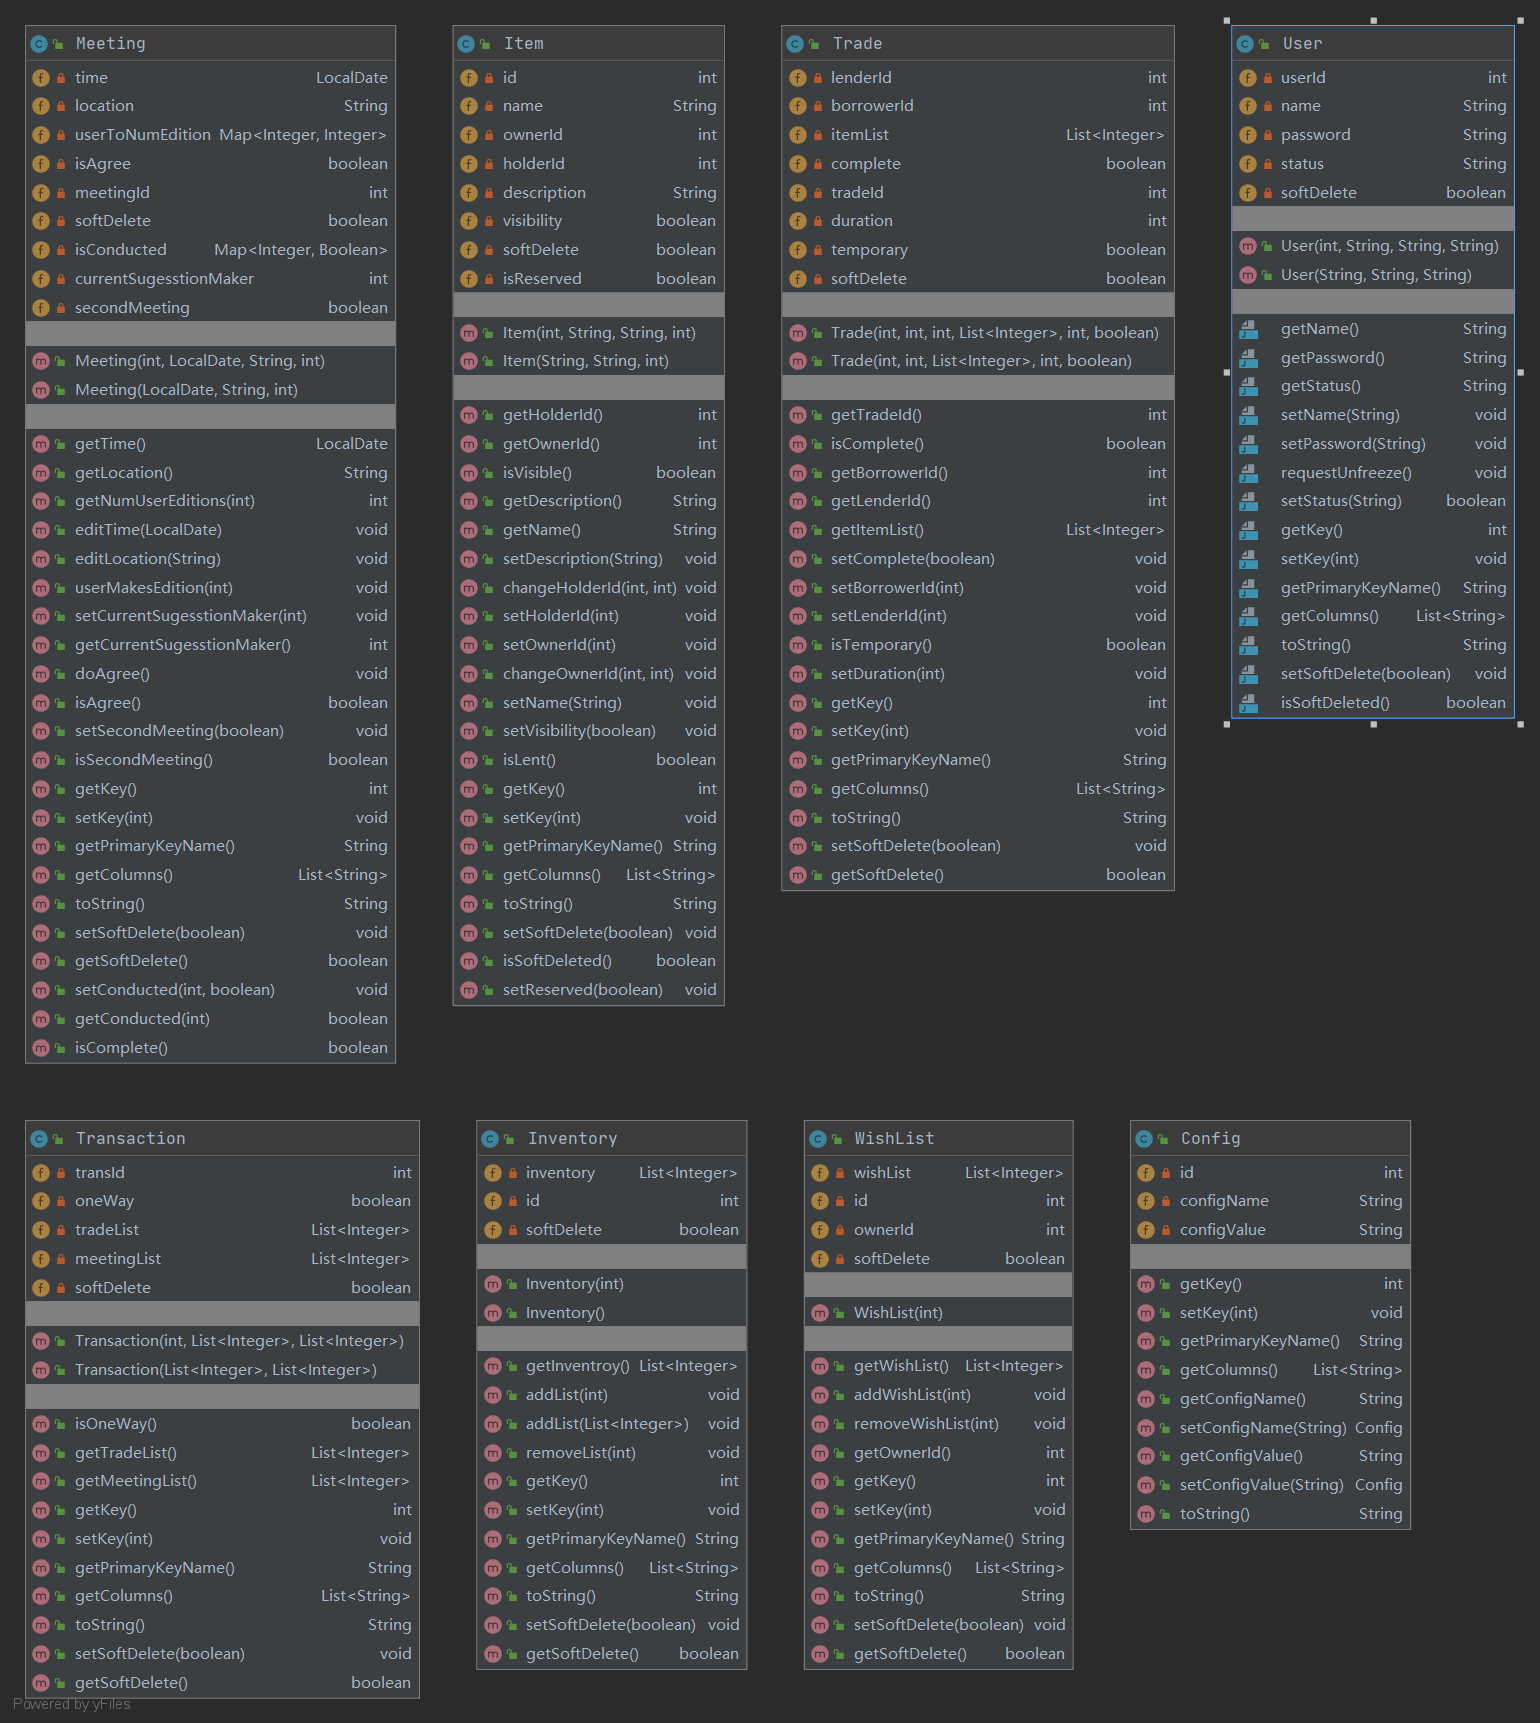 Meeting
time LocalDate
location String
userToNumEdition Map<Integer, Integer>
isAgree boolean
meetingId int
softDelete boolean
isConducted Map<Integer, Boolean>
currentSugesstionMaker int
secondMeeting boolean
Meeting(int, LocalDate, String, int)
Meeting(LocalDate, String, int)
getTime() LocalDate
getLocation() String
getNumUserEditions(int) int
editTime(LocalDate) void
editLocation(String) void
userMakesEdition(int) void
setCurrentSugesstionMaker(int) void
getCurrentSugesstionMaker() int
doAgree() void
isAgree() boolean
setSecondMeeting(boolean) void
isSecondMeeting() boolean
getKey() int
setKey(int) void
getPrimaryKeyName() String
getColumns() List<String>
toString() String
setSoftDelete(boolean) void
getSoftDelete() boolean
setConducted(int, boolean) void
getConducted(int) boolean
isComplete() boolean
Item
id int
name String
ownerId int
holderId int
description String
visibility boolean
softDelete boolean
isReserved boolean
Item(int, String, String, int)
Item(String, String, int)
getHolderId() int
getOwnerId() int
isVisible() boolean
getDescription() String
getName() String
setDescription(String) void
changeHolderId(int, int) void
setHolderId(int) void
setOwnerId(int) void
changeOwnerId(int, int) void
setName(String) void
setVisibility(boolean) void
isLent() boolean
getKey() int
setKey(int) void
getPrimaryKeyName() String
getColumns() List<String>
toString() String
setSoftDelete(boolean) void
isSoftDeleted() boolean
setReserved(boolean) void
Trade
lenderId int
borrowerId int
itemList List<Integer>
complete boolean
tradeId int
duration int
temporary boolean
softDelete boolean
Trade(int, int, int, List<Integer>, int, boolean)
Trade(int, int, List<Integer>, int, boolean)
getTradeId() int
isComplete() boolean
getBorrowerId() int
getLenderId() int
getItemList() List<Integer>
setComplete(boolean) void
setBorrowerId(int) void
setLenderId(int) void
isTemporary() boolean
setDuration(int) void
getKey() int
setKey(int) void
getPrimaryKeyName() String
getColumns() List<String>
toString() String
setSoftDelete(boolean) void
getSoftDelete() boolean
User
userId int
name String
password String
status String
softDelete boolean
User(int, String, String, String)
User(String, String, String)
getName() String
getPassword() String
getStatus() String
setName(String) void
setPassword(String) void
requestUnfreeze() void
setStatus(String) boolean
getKey() int
setKey(int) void
getPrimaryKeyName() String
getColumns() List<String>
toString() String
setSoftDelete(boolean) void
isSoftDeleted() boolean
Transaction
transId int
oneWay boolean
tradeList List<Integer>
meetingList List<Integer>
softDelete boolean
Transaction(int, List<Integer>, List<Integer>)
Transaction(List<Integer>, List<Integer>)
isOneWay() boolean
getTradeList() List<Integer>
getMeetingList() List<Integer>
getKey() int
setKey(int) void
getPrimaryKeyName() String
getColumns() List<String>
toString() String
setSoftDelete(boolean) void
getSoftDelete() boolean
Inventory
inventory List<Integer>
id int
softDelete boolean
Inventory(int)
Inventory()
getInventroy() List<Integer>
addList(int) void
addList(List<Integer>) void
removeList(int) void
getKey() int
setKey(int) void
getPrimaryKeyName() String
getColumns() List<String>
toString() String
setSoftDelete(boolean) void
getSoftDelete() boolean
WishList
wishList List<Integer>
id int
ownerId int
softDelete boolean
WishList(int)
getWishList() List<Integer>
addWishList(int) void
removeWishList(int) void
getOwnerId() int
getKey() int
setKey(int) void
getPrimaryKeyName() String
getColumns() List<String>
toString() String
setSoftDelete(boolean) void
getSoftDelete() boolean
Config
id int
configName String
configValue String
getKey() int
setKey(int) void
getPrimaryKeyName() String
getColumns() List<String>
getConfigName() String
setConfigName(String) Config
getConfigValue() String
setConfigValue(String) Config
toString() String
Powered by yFiles